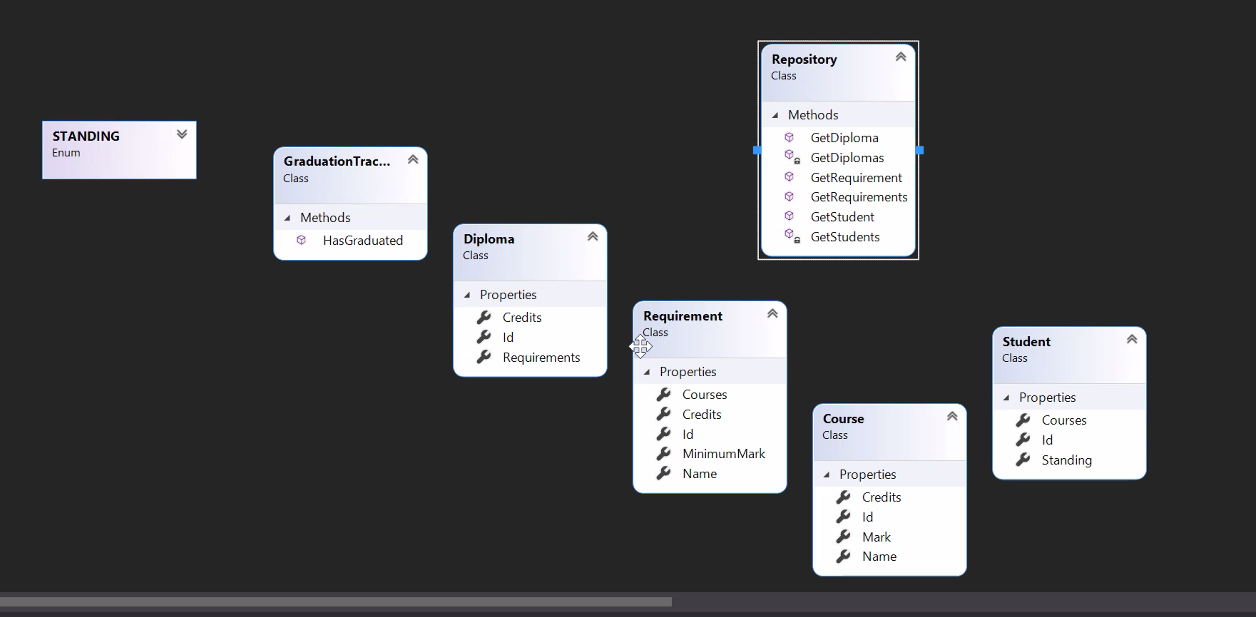 STANDING
Enum
GraduationTrac...
Class
Methods
HasGraduated
Diploma
Class
Properties
Credits
Id
Requirements
Requirement
Class
Properties
Courses
Credits
Id
MinimumMark
Name
Repository
Class
Methods
GetDiploma
GetDiplomas
GetRequirement
GetRequirements
GetStudent
GetStudents
Course
Class
Properties
Credits
Id
Mark
Name
Student
Class
Properties
Courses
Id
Standing